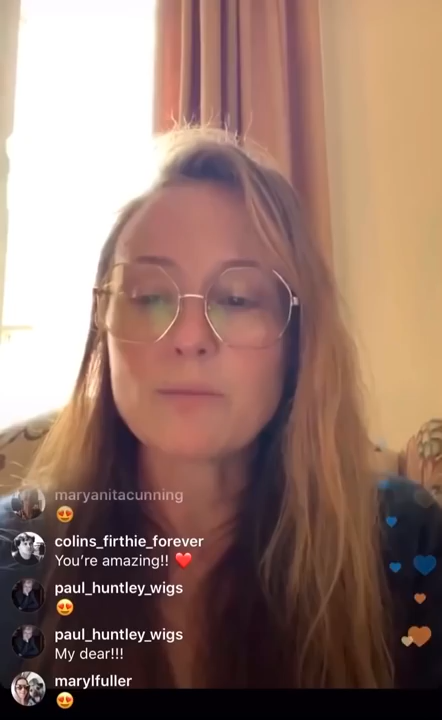 maryanitacunning
😍
colins_firthie_forever
You’re amazing!! ❤️
paul_huntley_wigs
😍
paul_huntley_wigs
My dear!!!
marylfuller
😍